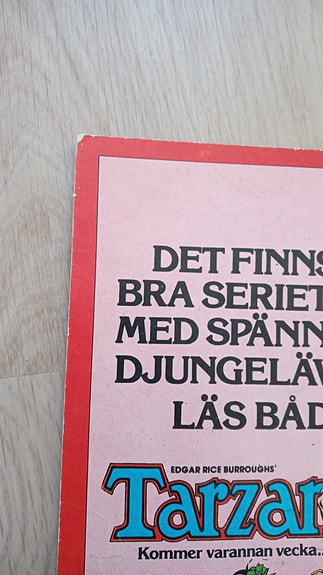 DET FINNS
BRA SERIET
MED SPÄNN
DJUNGELÄV
LÄS BÅD
EDGAR RICE BURROUGHS'
Tarzan
Kommer varannan vecka...